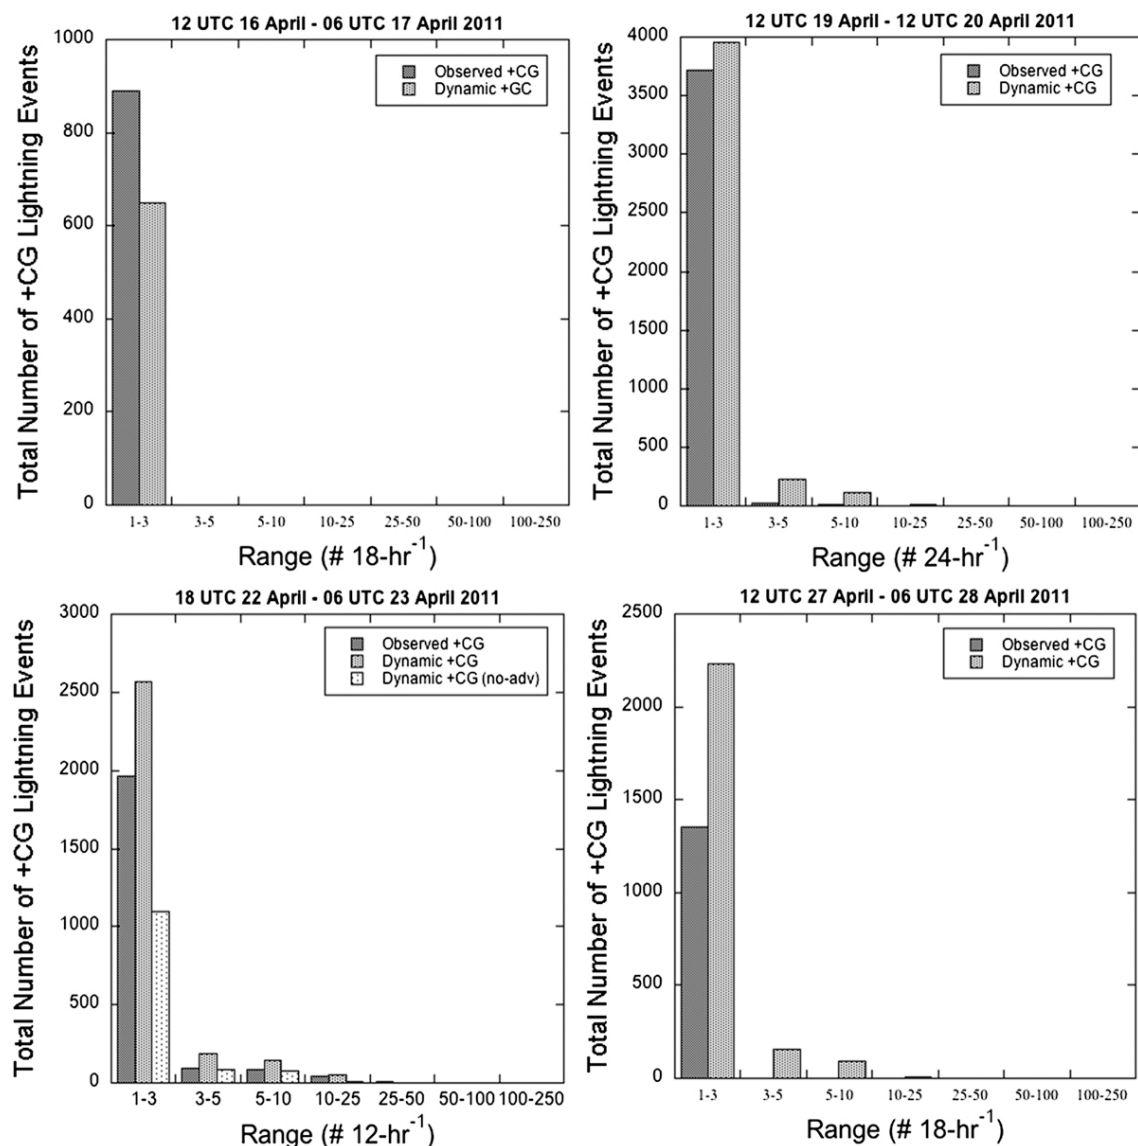 12 UTC 16 April - 06 UTC 17 April 2011
Total Number of +CG Lightning Events
1000
800
600
400
200
0
Observed +CG
Dynamic +GC
1-3 3-5 5-10 10-25 25-50 50-100 100-250
Range (# 18-hr⁻¹)
12 UTC 19 April - 12 UTC 20 April 2011
Total Number of +CG Lightning Events
4000
3500
3000
2500
2000
1500
1000
500
0
Observed +CG
Dynamic +CG
1-3 3-5 5-10 10-25 25-50 50-100 100-250
Range (# 24-hr⁻¹)
18 UTC 22 April - 06 UTC 23 April 2011
Total Number of +CG Lightning Events
3000
2500
2000
1500
1000
500
0
Observed +CG
Dynamic +CG
Dynamic +CG (no-adv)
1-3 3-5 5-10 10-25 25-50 50-100 100-250
Range (# 12-hr⁻¹)
12 UTC 27 April - 06 UTC 28 April 2011
Total Number of +CG Lightning Events
2500
2000
1500
1000
500
0
Observed +CG
Dynamic +CG
1-3 3-5 5-10 10-25 25-50 50-100 100-250
Range (# 18-hr⁻¹)